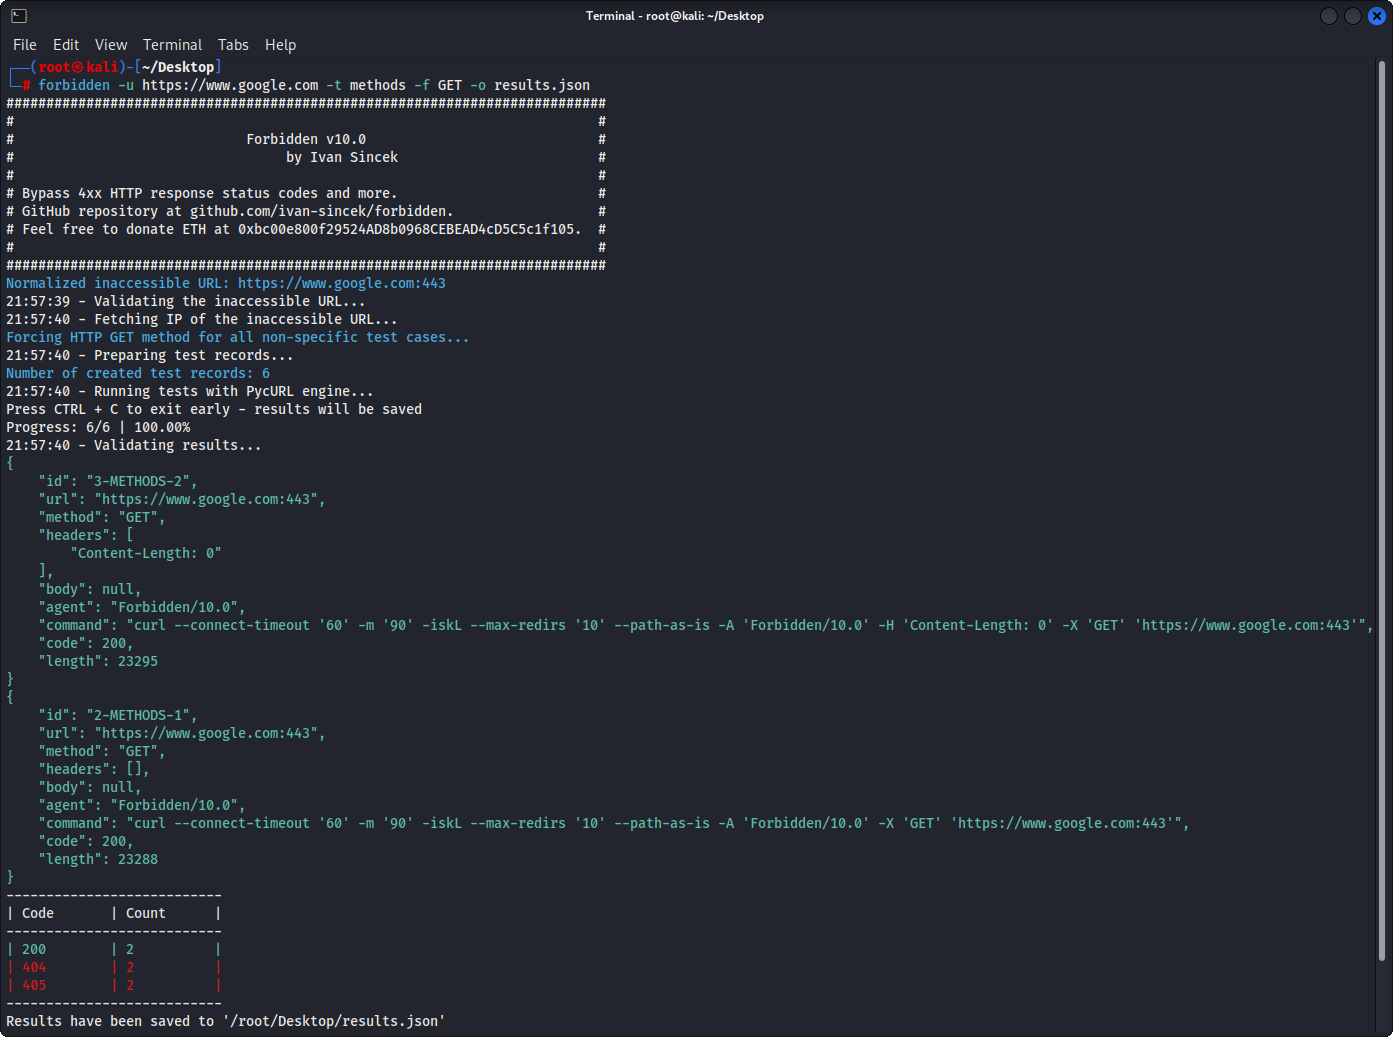 Terminal - root@kali: ~/Desktop
File Edit View Terminal Tabs Help
┌──(root㉿kali)-[~/Desktop]
└─# forbidden -u https://www.google.com -t methods -f GET -o results.json
###########################################################################
#                                                                         #
#                             Forbidden v10.0                             #
#                                  by Ivan Sincek                         #
#                                                                         #
# Bypass 4xx HTTP response status codes and more.                         #
# GitHub repository at github.com/ivan-sincek/forbidden.                  #
# Feel free to donate ETH at 0xbc00e800f29524AD8b0968CEBEAD4cD5C5c1f105.  #
#                                                                         #
###########################################################################
Normalized inaccessible URL: https://www.google.com:443
21:57:39 - Validating the inaccessible URL...
21:57:40 - Fetching IP of the inaccessible URL...
Forcing HTTP GET method for all non-specific test cases...
21:57:40 - Preparing test records...
Number of created test records: 6
21:57:40 - Running tests with PycURL engine...
Press CTRL + C to exit early - results will be saved
Progress: 6/6 | 100.00%
21:57:40 - Validating results...
{
    "id": "3-METHODS-2",
    "url": "https://www.google.com:443",
    "method": "GET",
    "headers": [
        "Content-Length: 0"
    ],
    "body": null,
    "agent": "Forbidden/10.0",
    "command": "curl --connect-timeout '60' -m '90' -iskL --max-redirs '10' --path-as-is -A 'Forbidden/10.0' -H 'Content-Length: 0' -X 'GET' 'https://www.google.com:443'",
    "code": 200,
    "length": 23295
}
{
    "id": "2-METHODS-1",
    "url": "https://www.google.com:443",
    "method": "GET",
    "headers": [],
    "body": null,
    "agent": "Forbidden/10.0",
    "command": "curl --connect-timeout '60' -m '90' -iskL --max-redirs '10' --path-as-is -A 'Forbidden/10.0' -X 'GET' 'https://www.google.com:443'",
    "code": 200,
    "length": 23288
}
---------------------------
| Code       | Count      |
---------------------------
| 200        | 2          |
| 404        | 2          |
| 405        | 2          |
---------------------------
Results have been saved to '/root/Desktop/results.json'